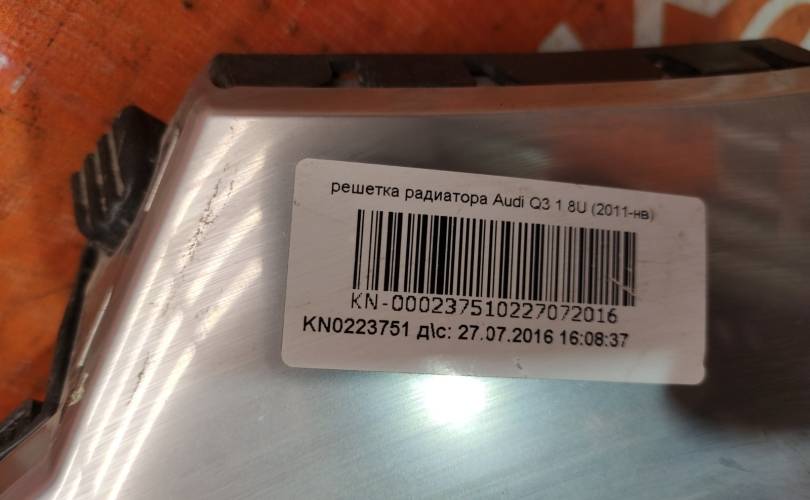 решетка радиатора Audi Q3 1 8U (2011-нв)
KN-000237510227072016
KN0223751 д\с: 27.07.2016 16:08:37